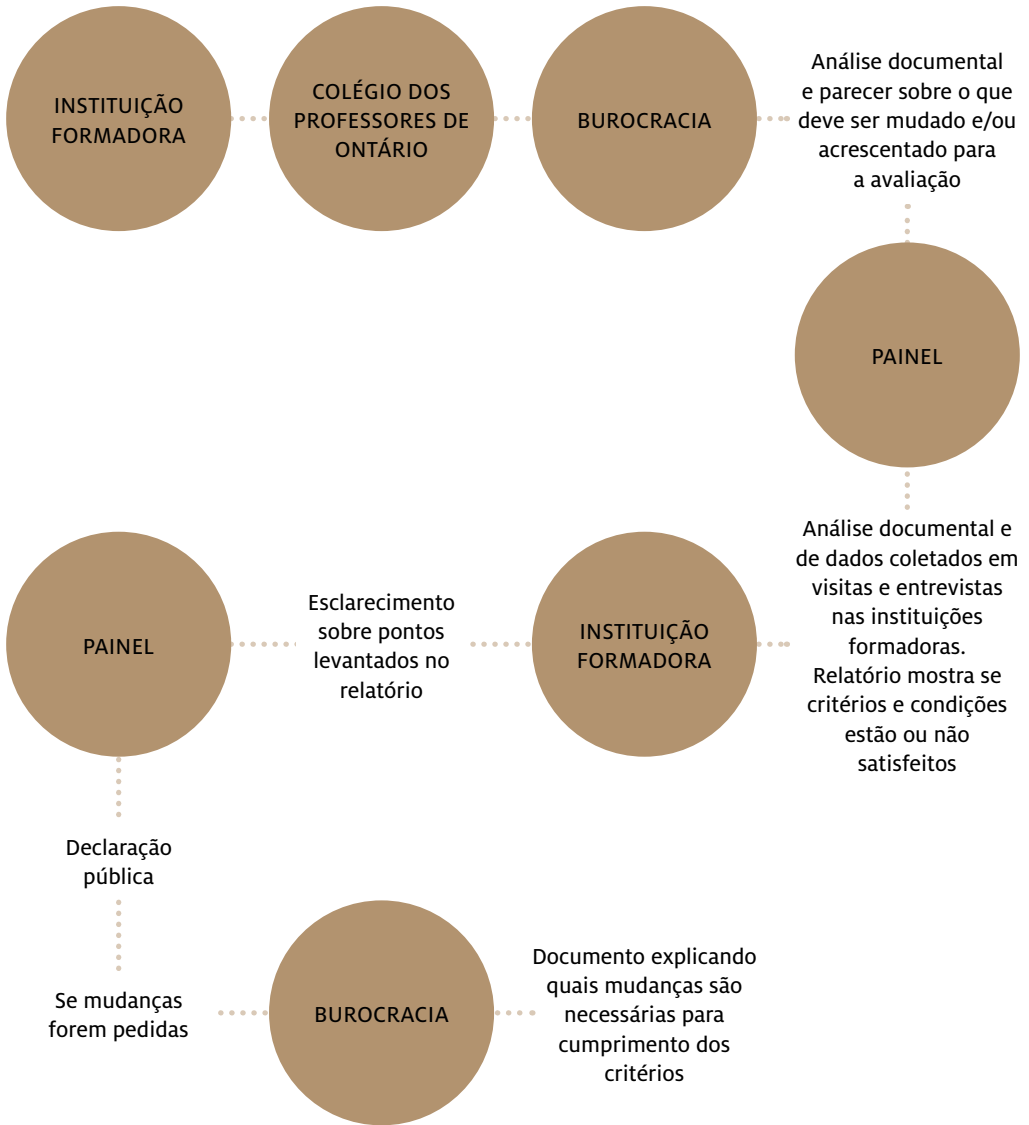 INSTITUIÇÃO
FORMADORA
COLÉGIO DOS
PROFESSORES DE
ONTÁRIO
BUROCRACIA
Análise documental
e parecer sobre o que
deve ser mudado e/ou
acrescentado para
a avaliação
PAINEL
Análise documental e
de dados coletados em
visitas e entrevistas
nas instituições
formadoras.
Relatório mostra se
critérios e condições
estão ou não
satisfeitos
INSTITUIÇÃO
FORMADORA
Esclarecimento
sobre pontos
levantados no
relatório
PAINEL
Declaração
pública
Se mudanças
forem pedidas
BUROCRACIA
Documento explicando
quais mudanças são
necessárias para
cumprimento dos
critérios